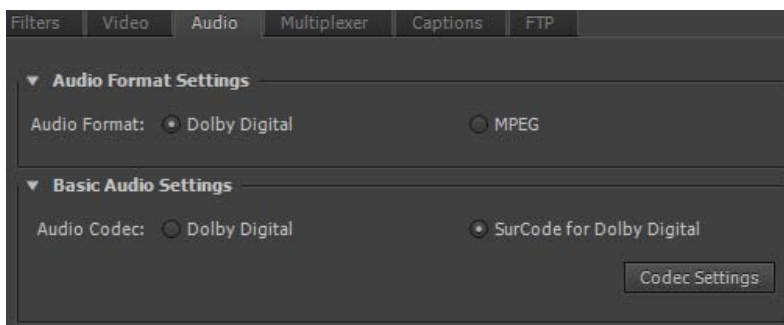 Filters Video Audio Multiplexer Captions FTP
Audio Format Settings
Audio Format: Dolby Digital MPEG
Basic Audio Settings
Audio Codec: Dolby Digital SurCode for Dolby Digital
Codec Settings